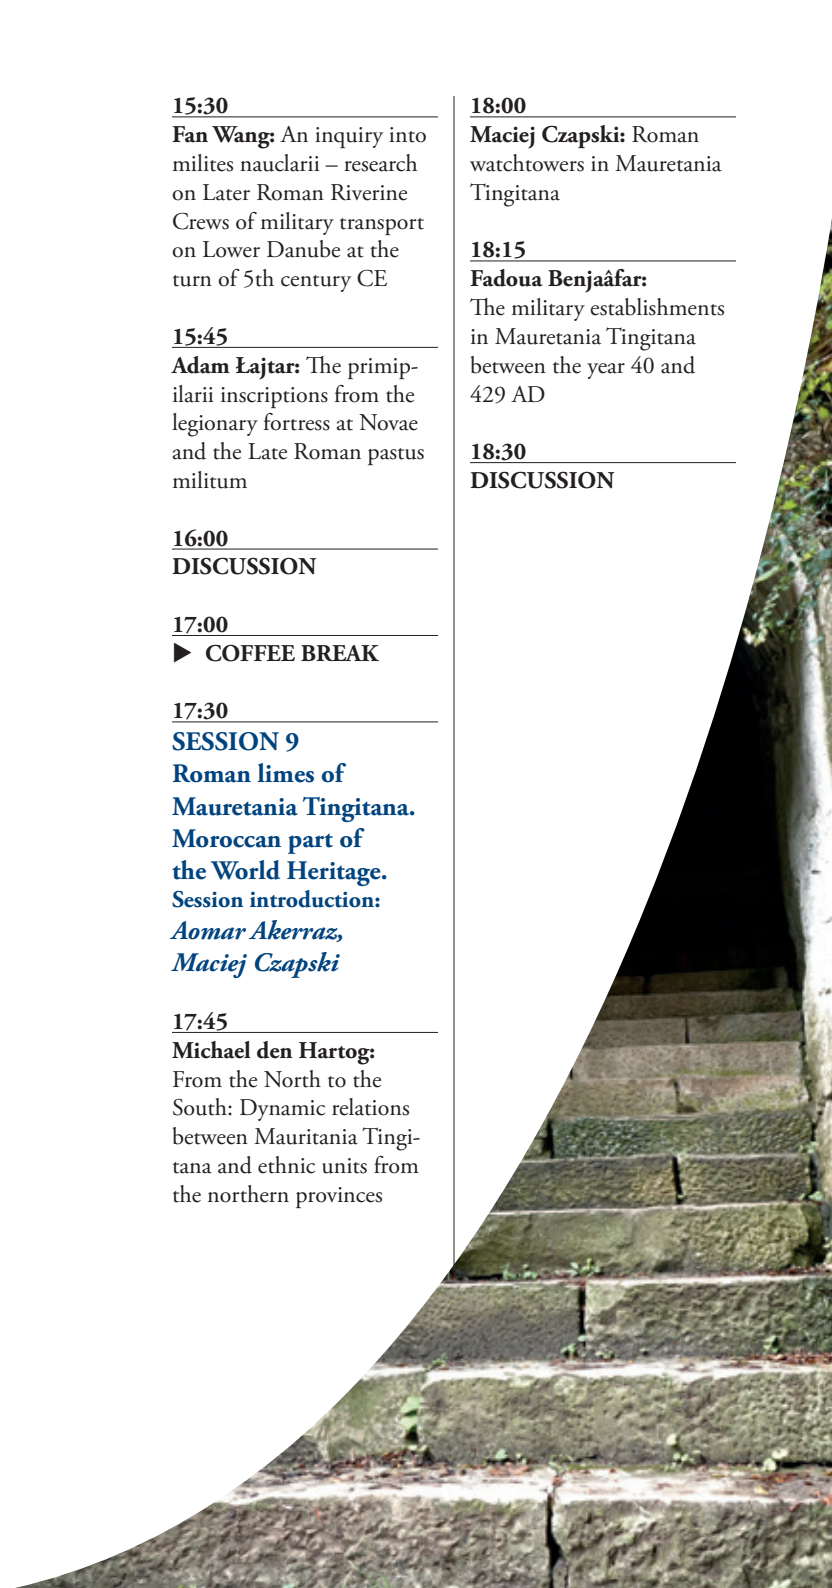 15:30
Fan Wang: An inquiry into
milites nauclarii – research
on Later Roman Riverine
Crews of military transport
on Lower Danube at the
turn of 5th century CE
15:45
Adam Łajtar: The primip-
ilarii inscriptions from the
legionary fortress at Novae
and the Late Roman pastus
militum
16:00
DISCUSSION
17:00
▶ COFFEE BREAK
17:30
SESSION 9
Roman limes of
Mauretania Tingitana.
Moroccan part of
the World Heritage.
Session introduction:
Aomar Akerraz,
Maciej Czapski
17:45
Michael den Hartog:
From the North to the
South: Dynamic relations
between Mauritania Tingi-
tana and ethnic units from
the northern provinces
18:00
Maciej Czapski: Roman
watchtowers in Mauretania
Tingitana
18:15
Fadoua Benjaâfar:
The military establishments
in Mauretania Tingitana
between the year 40 and
429 AD
18:30
DISCUSSION